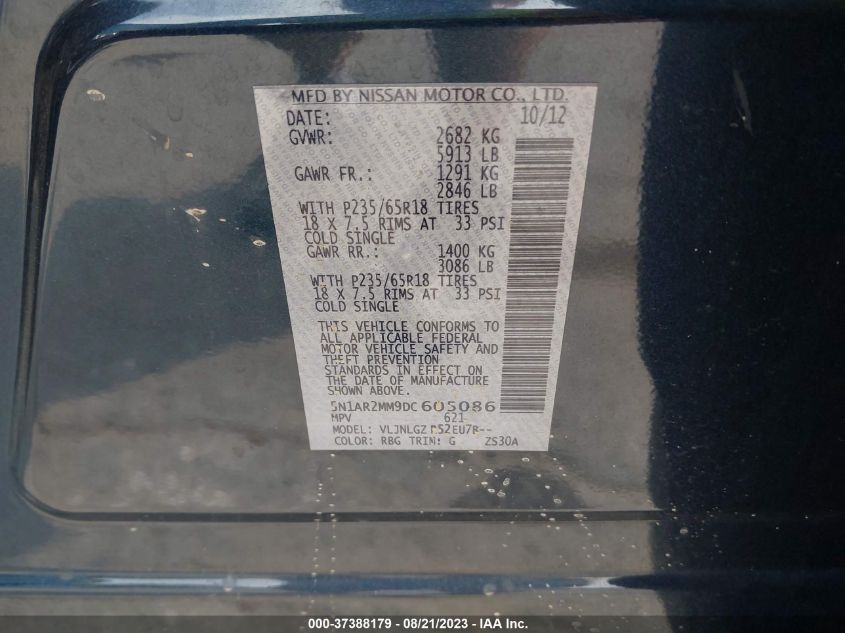 MFD BY NISSAN MOTOR CO., LTD.
DATE: 10/12
GVWR: 2682 KG
5913 LB
GAWR FR.: 1291 KG
2846 LB
WITH P235/65R18 TIRES
18 X 7.5 RIMS AT 33 PSI
COLD SINGLE
GAWR RR.: 1400 KG
3086 LB
WITH P235/65R18 TIRES
18 X 7.5 RIMS AT 33 PSI
COLD SINGLE
THIS VEHICLE CONFORMS TO
ALL APPLICABLE FEDERAL
MOTOR VEHICLE SAFETY AND
THEFT PREVENTION
STANDARDS IN EFFECT ON
THE DATE OF MANUFACTURE
SHOWN ABOVE.
5N1AR2MM9DC 605086
MPV 621
MODEL: VLJNLGZ R52EU7R--
COLOR: RBG TRIM: G ZS30A
000-37388179 - 08/21/2023 - Copyright © IAA, Inc.